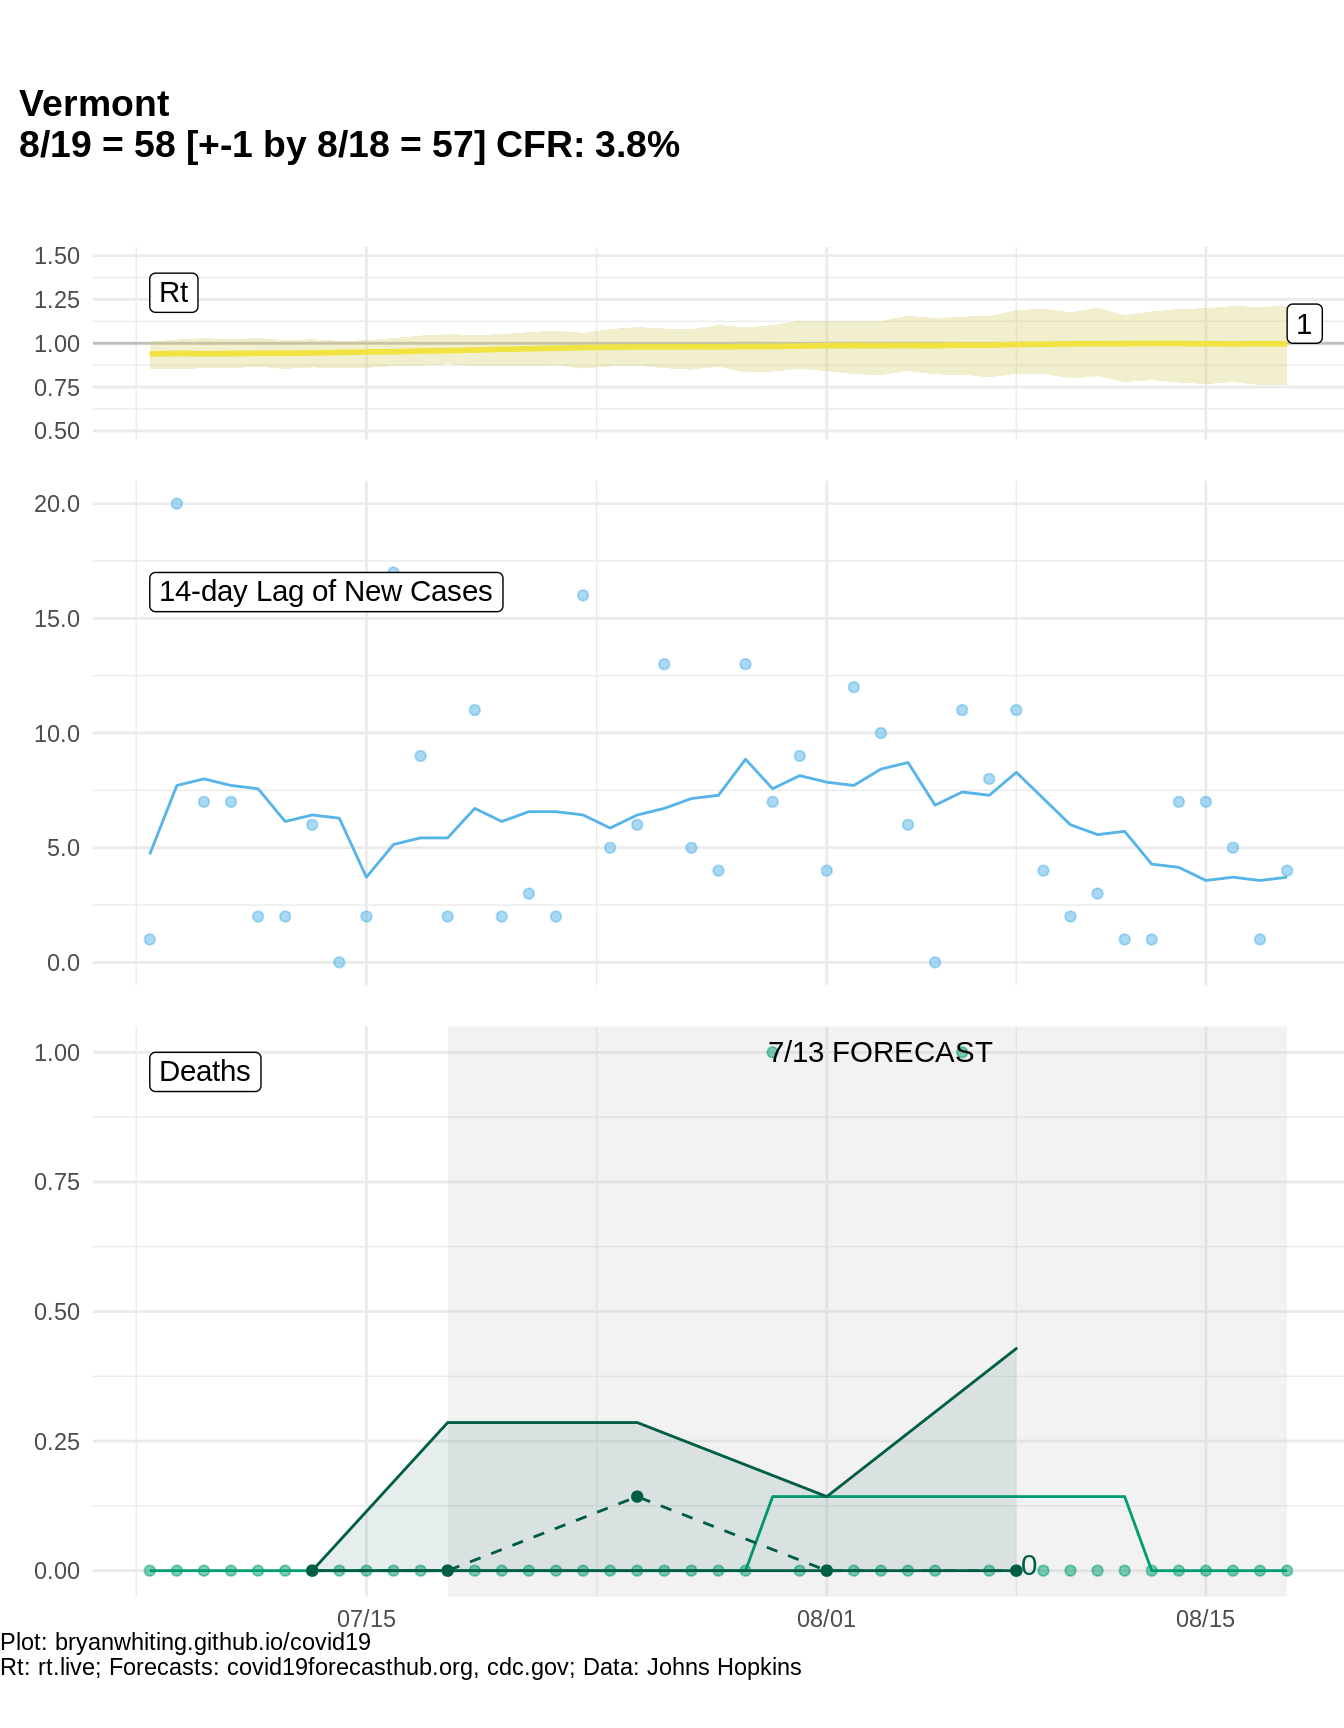 Vermont
8/19 = 58 [+-1 by 8/18 = 57] CFR: 3.8%
1.50
Rt
1.25
1
1.00
0.75
0.50
20.0
14-day Lag of New Cases
15.0
10.0
5.0
0.0
1.00
7/13 FORECAST
Deaths
0.75
0.50
0.25
0.00
0
07/15
08/01
08/15
Plot: bryanwhiting.github.io/covid19
Rt: rt.live; Forecasts: covid19forecasthub.org, cdc.gov; Data: Johns Hopkins